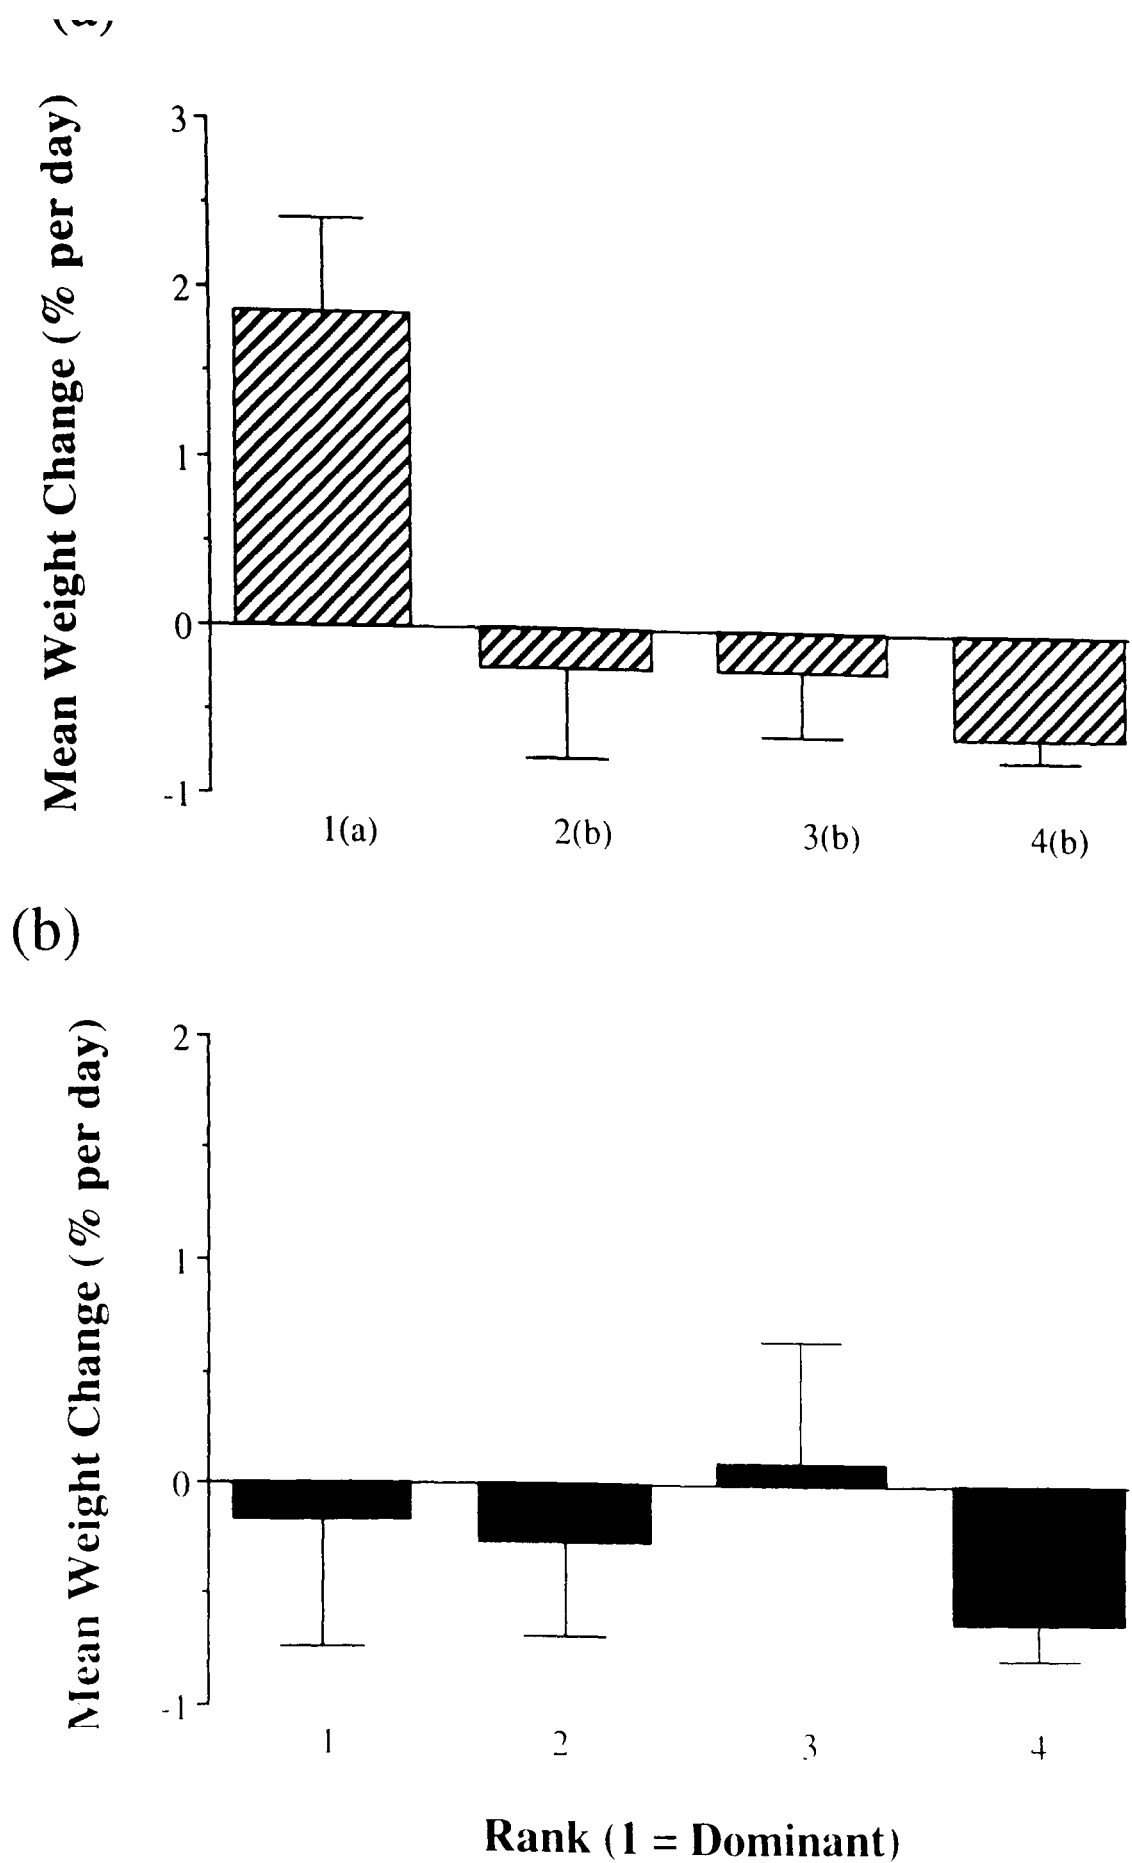 Mean Weight Change (% per day)
3
2
1
0
-1
1(a) 2(b) 3(b) 4(b)
(b)
Mean Weight Change (% per day)
2
1
0
-1
1 2 3 4
Rank (1 = Dominant)